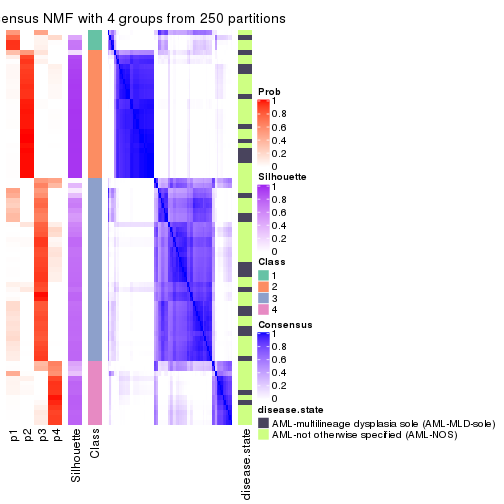 ensus NMF with 4 groups from 250 partitions
Prob
1
0.8
0.6
0.4
0.2
0
Silhouette
1
0.8
0.6
0.4
0.2
0
Class
1
2
3
4
Consensus
1
0.8
0.6
0.4
0.2
0
disease.state
AML-multilineage dysplasia sole (AML-MLD-sole)
AML-not otherwise specified (AML-NOS)
p1
p2
p3
p4
Silhouette
Class
disease.state